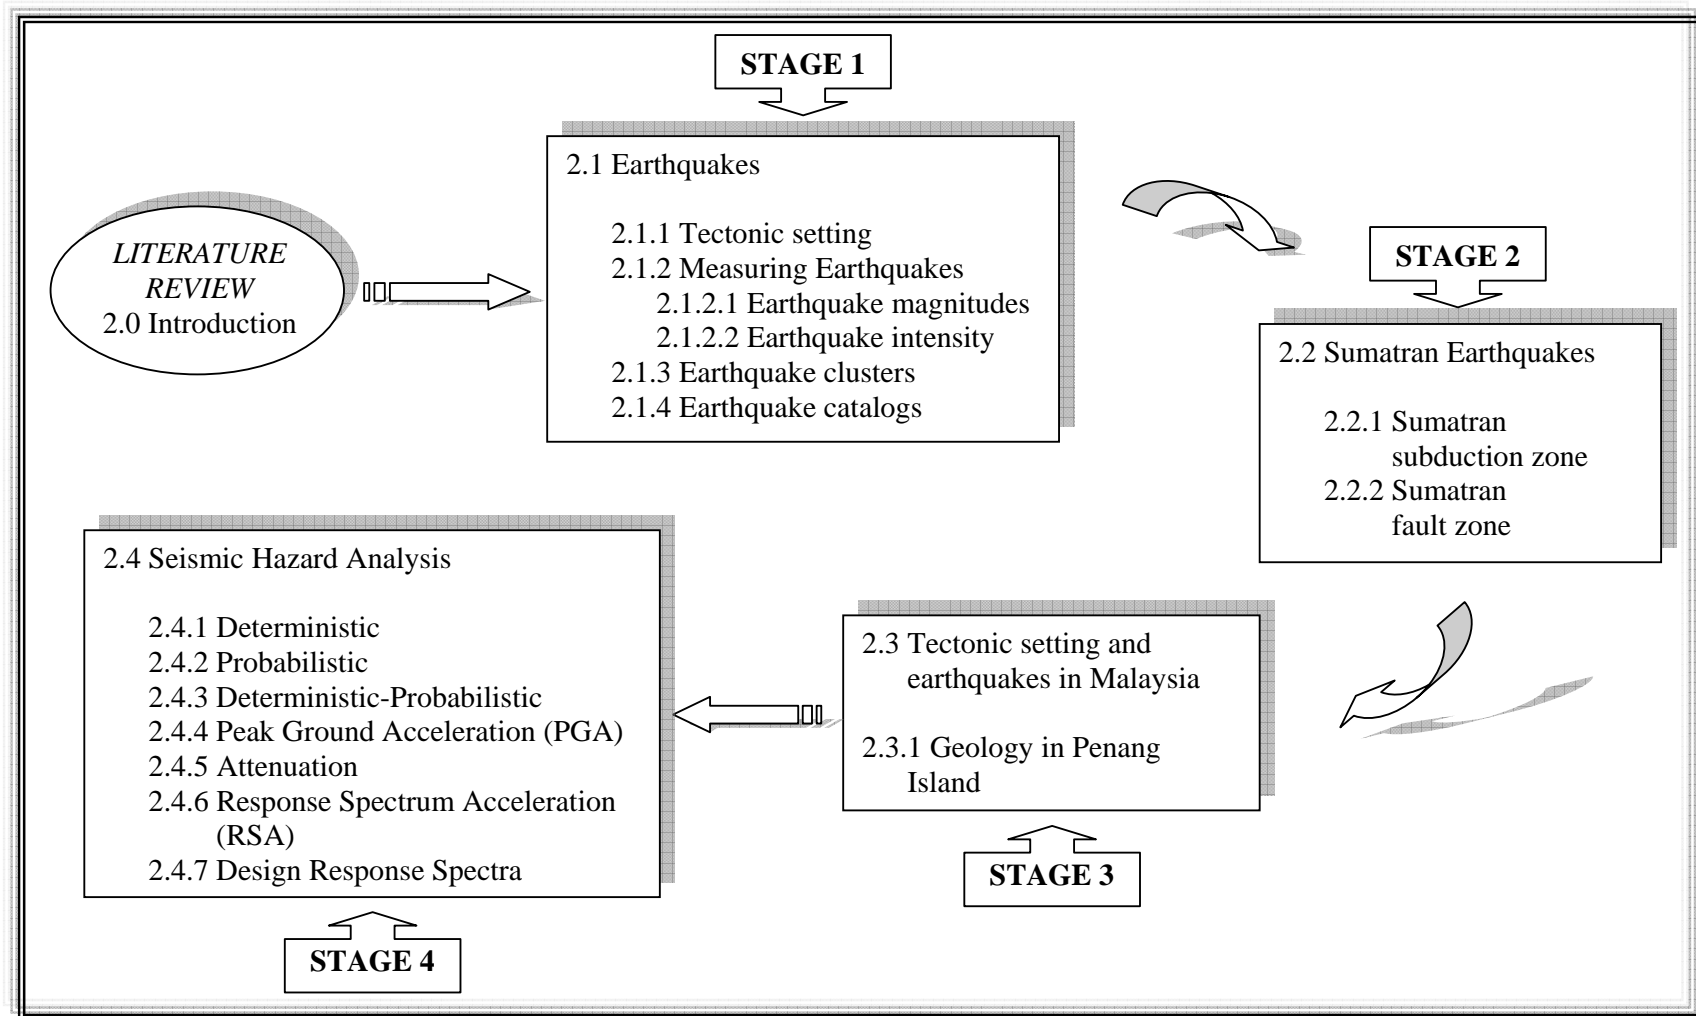 LITERATURE
REVIEW
2.0 Introduction
STAGE 1
2.1 Earthquakes
2.1.1 Tectonic setting
2.1.2 Measuring Earthquakes
2.1.2.1 Earthquake magnitudes
2.1.2.2 Earthquake intensity
2.1.3 Earthquake clusters
2.1.4 Earthquake catalogs
STAGE 2
2.2 Sumatran Earthquakes
2.2.1 Sumatran
subduction zone
2.2.2 Sumatran
fault zone
2.3 Tectonic setting and
earthquakes in Malaysia
2.3.1 Geology in Penang
Island
STAGE 3
2.4 Seismic Hazard Analysis
2.4.1 Deterministic
2.4.2 Probabilistic
2.4.3 Deterministic-Probabilistic
2.4.4 Peak Ground Acceleration (PGA)
2.4.5 Attenuation
2.4.6 Response Spectrum Acceleration
(RSA)
2.4.7 Design Response Spectra
STAGE 4